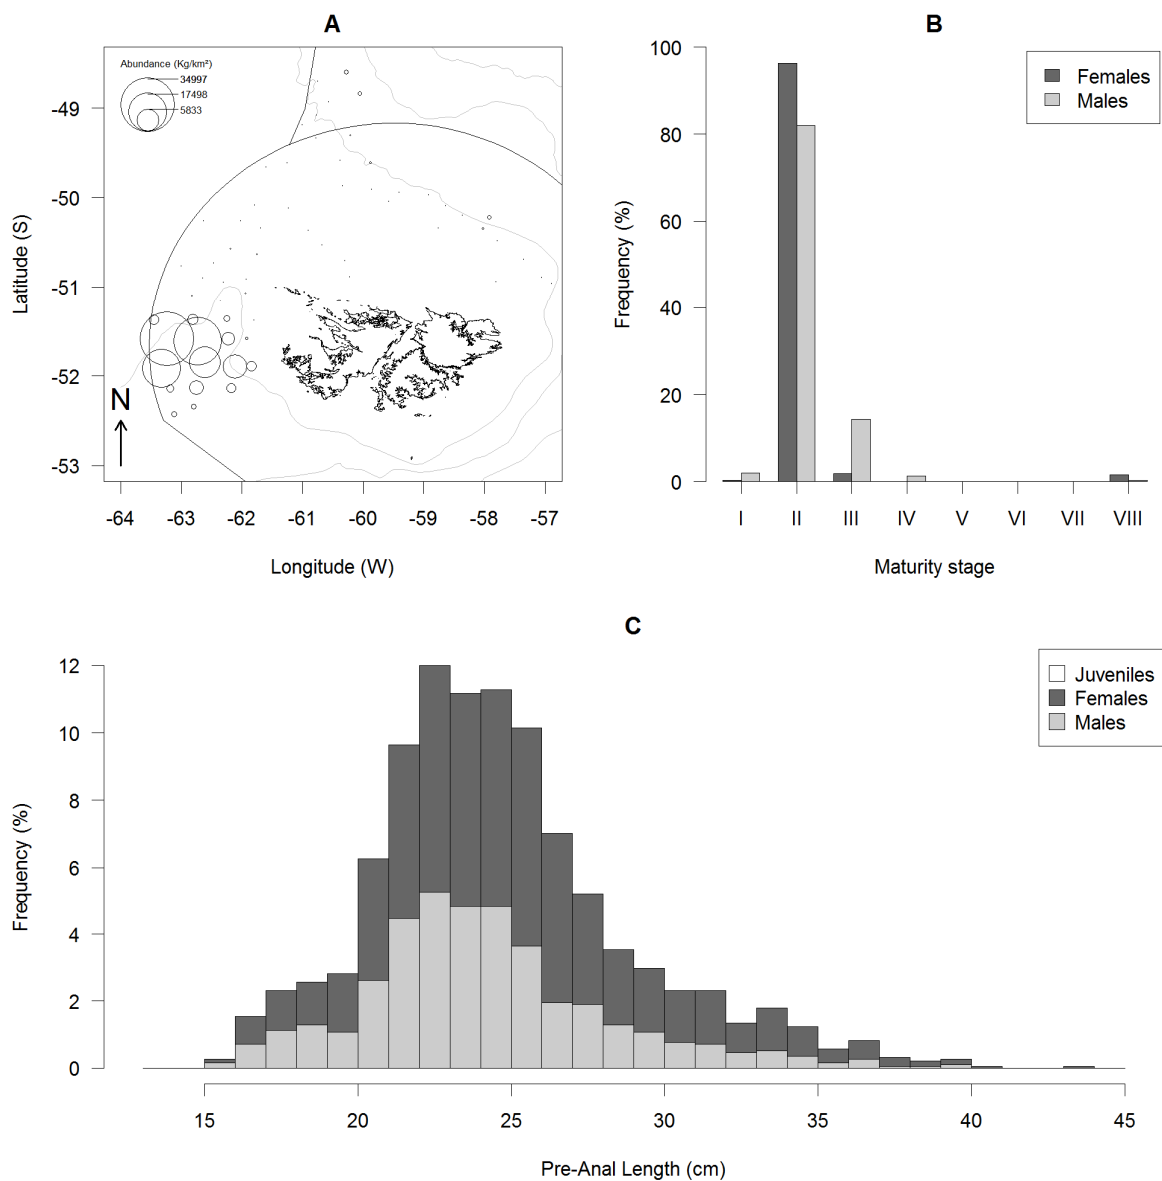 A
Abundance (Kg/km²)
34997
17498
5833
-49
-50
-51
-52
-53
Latitude (S)
N
-64 -63 -62 -61 -60 -59 -58 -57
Longitude (W)
B
Females
Males
100
80
60
40
20
0
Frequency (%)
I II III IV V VI VII VIII
Maturity stage
C
Juveniles
Females
Males
12
10
8
6
4
2
0
Frequency (%)
15 20 25 30 35 40 45
Pre-Anal Length (cm)